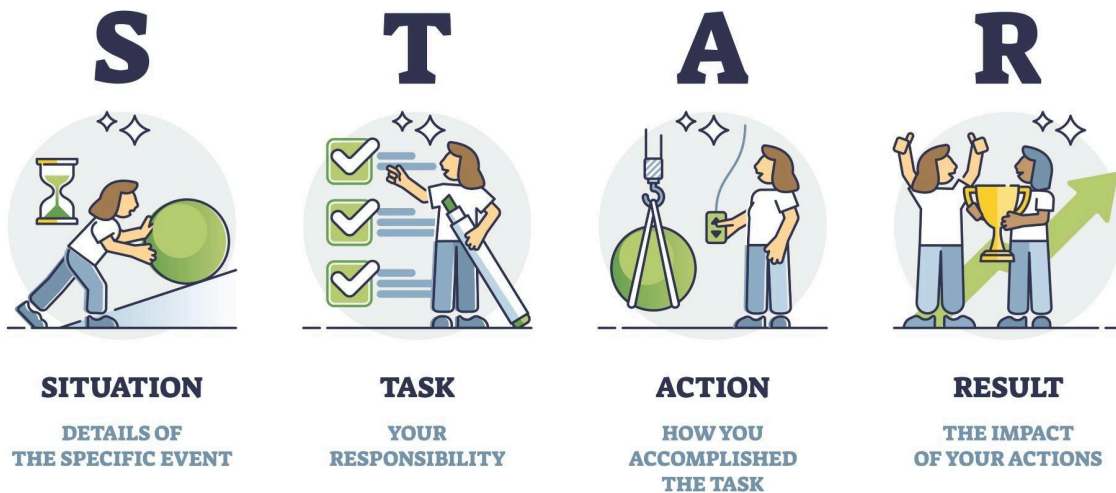 S
T
A
R
SITUATION
DETAILS OF
THE SPECIFIC EVENT
TASK
YOUR
RESPONSIBILITY
ACTION
HOW YOU
ACCOMPLISHED
THE TASK
RESULT
THE IMPACT
OF YOUR ACTIONS